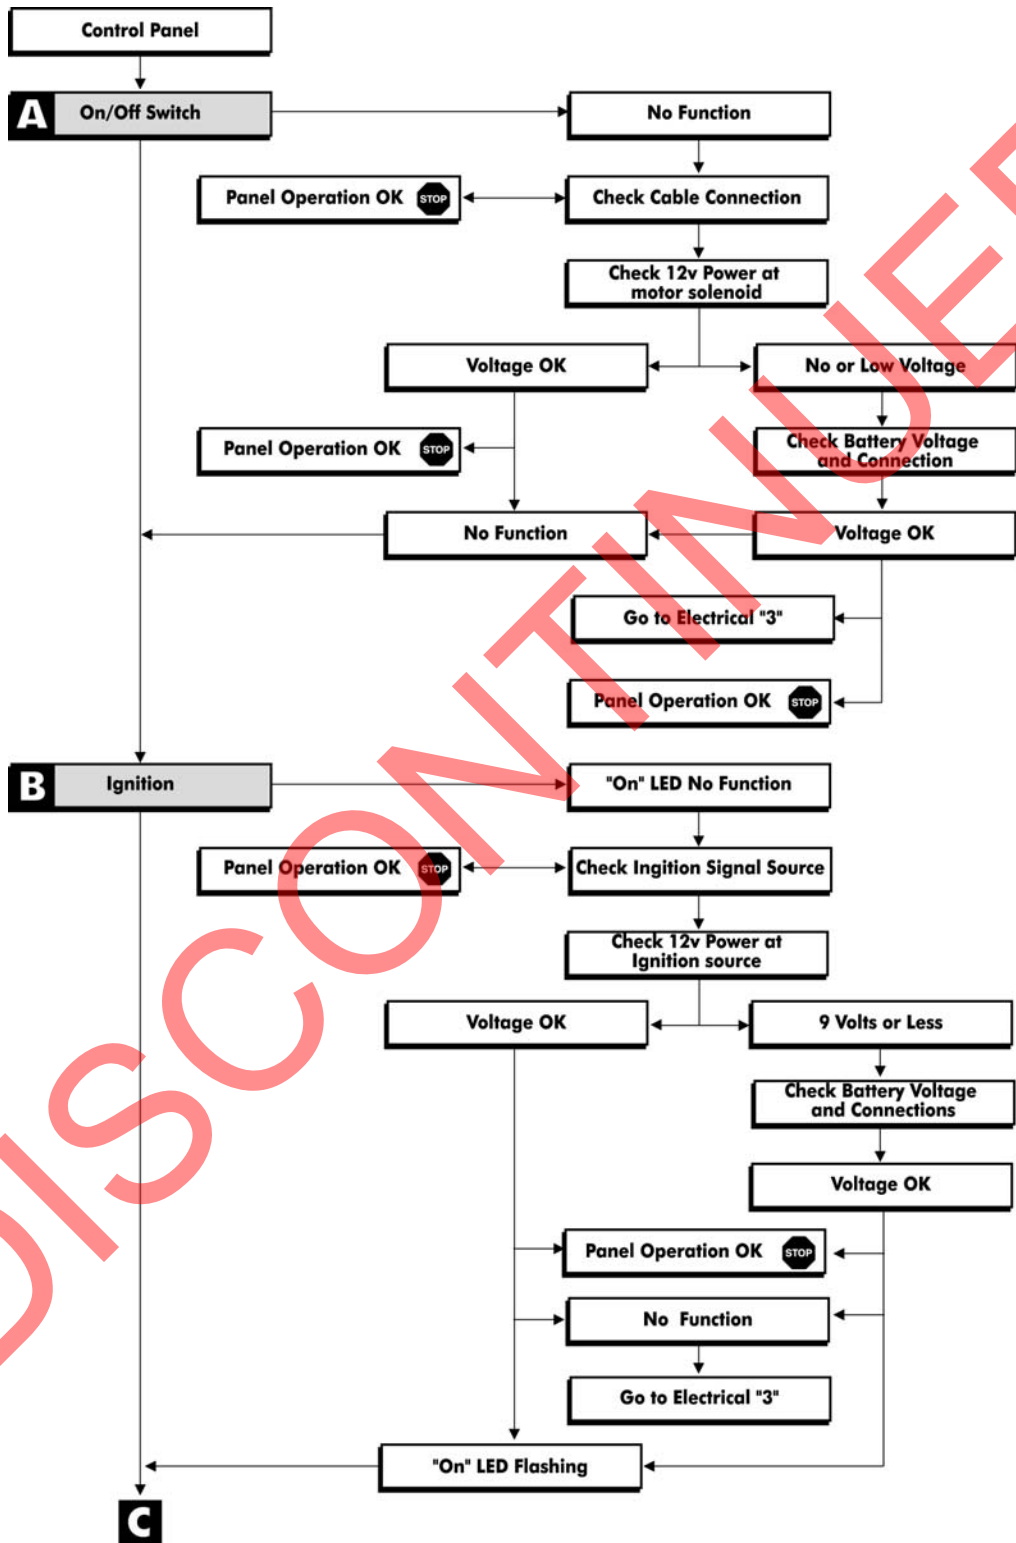 Control Panel
A On/Off Switch
No Function
Panel Operation OK STOP
Check Cable Connection
Check 12v Power at
motor solenoid
Voltage OK
No or Low Voltage
Panel Operation OK STOP
Check Battery Voltage
and Connection
No Function
Voltage OK
Go to Electrical "3"
Panel Operation OK STOP
B Ignition
"On" LED No Function
Panel Operation OK STOP
Check Ingition Signal Source
Check 12v Power at
Ignition source
Voltage OK
9 Volts or Less
Check Battery Voltage
and Connections
Voltage OK
Panel Operation OK STOP
No Function
Go to Electrical "3"
"On" LED Flashing
C
DISCONTINUE